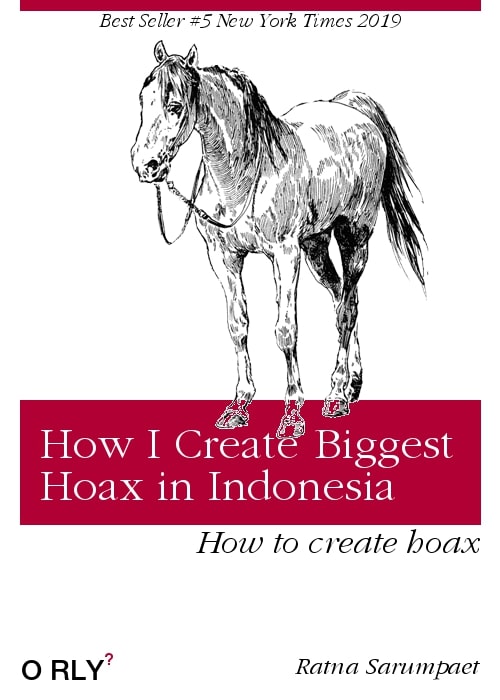 Best Seller #5 New York Times 2019
How I Create Biggest
Hoax in Indonesia
How to create hoax
O RLY?
Ratna Sarumpaet